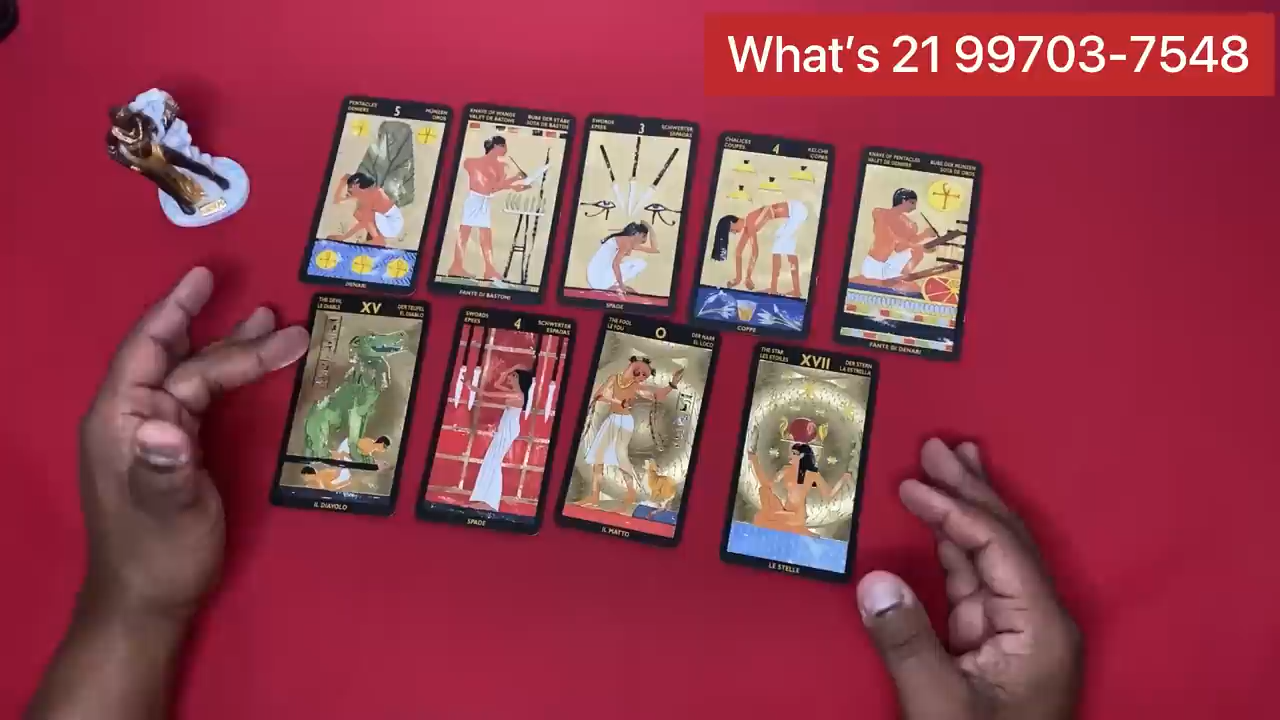 What's 21 99703-7548
PENTACLES
DENIERS
5
MÜNZEN
OROS
DENARI
KNAVE OF WANDS
VALET DE BATONS
BUBE DER STÄBE
SOTA DE BASTOS
FANTE DI BASTONI
SWORDS
EPEES
3
SCHWERTER
ESPADAS
SPADE
CHALICES
COUPES
4
KELCHE
COPAS
COPPE
KNAVE OF PENTACLES
VALET DE DENIERS
BUBE DER MÜNZEN
SOTA DE OROS
FANTE DI DENARI
THE DEVIL
LE DIABLE
XV
DER TEUFEL
EL DIABLO
IL DIAVOLO
SWORDS
EPEES
4
SCHWERTER
ESPADAS
SPADE
THE FOOL
LE FOU
0
DER NARR
EL LOCO
IL MATTO
THE STAR
LES ETOILES
XVII
DER STERN
LA ESTRELLA
LE STELLE